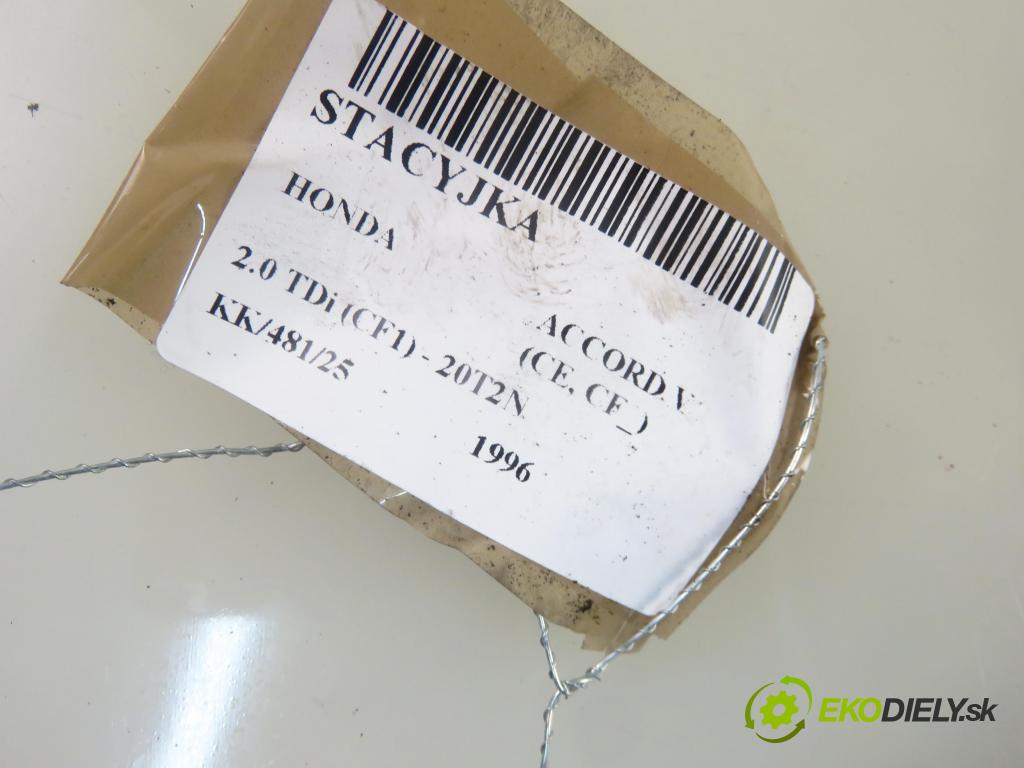 STACYJKA
HONDA
ACCORD V
(CE, CF_)
2.0 TDi (CF1) - 20T2N
KK/481/25
1996
EKODIELY.sk